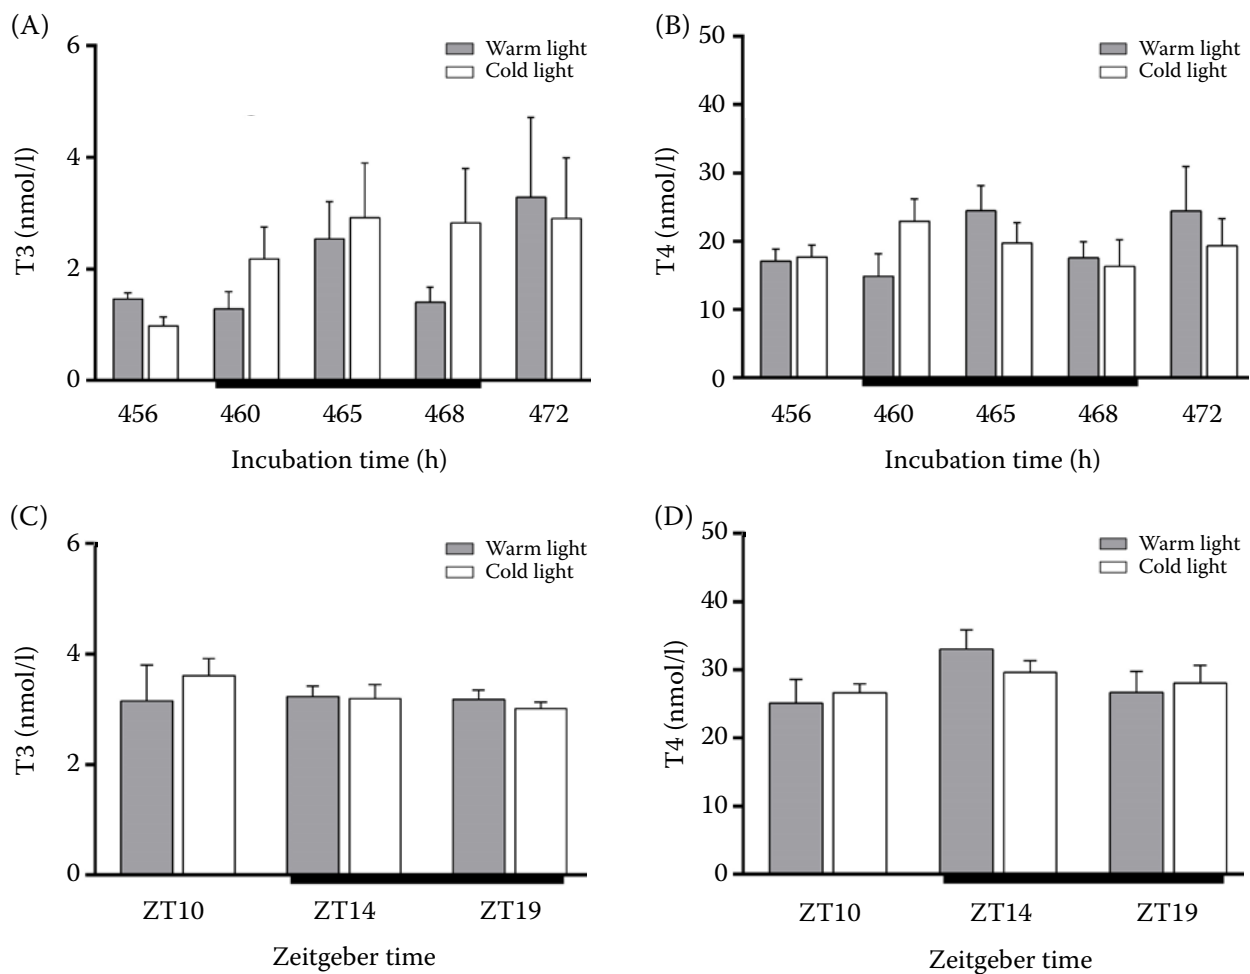 (A)
6
4
2
0
T3 (nmol/l)
Warm light
Cold light
456 460 465 468 472
Incubation time (h)
(B)
50
40
30
20
10
0
T4 (nmol/l)
Warm light
Cold light
456 460 465 468 472
Incubation time (h)
(C)
6
4
2
0
T3 (nmol/l)
Warm light
Cold light
ZT10 ZT14 ZT19
Zeitgeber time
(D)
50
40
30
20
10
0
T4 (nmol/l)
Warm light
Cold light
ZT10 ZT14 ZT19
Zeitgeber time